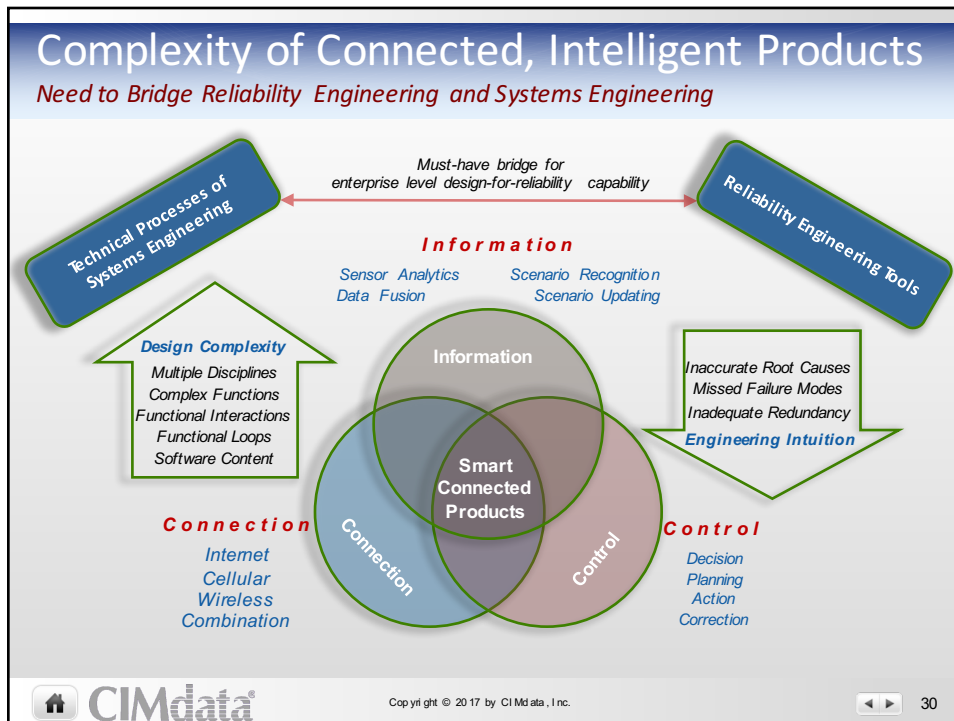 Complexity of Connected, Intelligent Products
Need to Bridge Reliability Engineering and Systems Engineering
Technical Processes of
Systems Engineering
Must-have bridge for
enterprise level design-for-reliability capability
Reliability Engineering Tools
Information
Sensor Analytics
Data Fusion
Scenario Recognition
Scenario Updating
Design Complexity
Multiple Disciplines
Complex Functions
Functional Interactions
Functional Loops
Software Content
Information
Smart
Connected
Products
Connection
Control
Inaccurate Root Causes
Missed Failure Modes
Inadequate Redundancy
Engineering Intuition
Connection
Internet
Cellular
Wireless
Combination
Control
Decision
Planning
Action
Correction
CIMdata®
Copyright © 2017 by CIMdata, Inc.
30